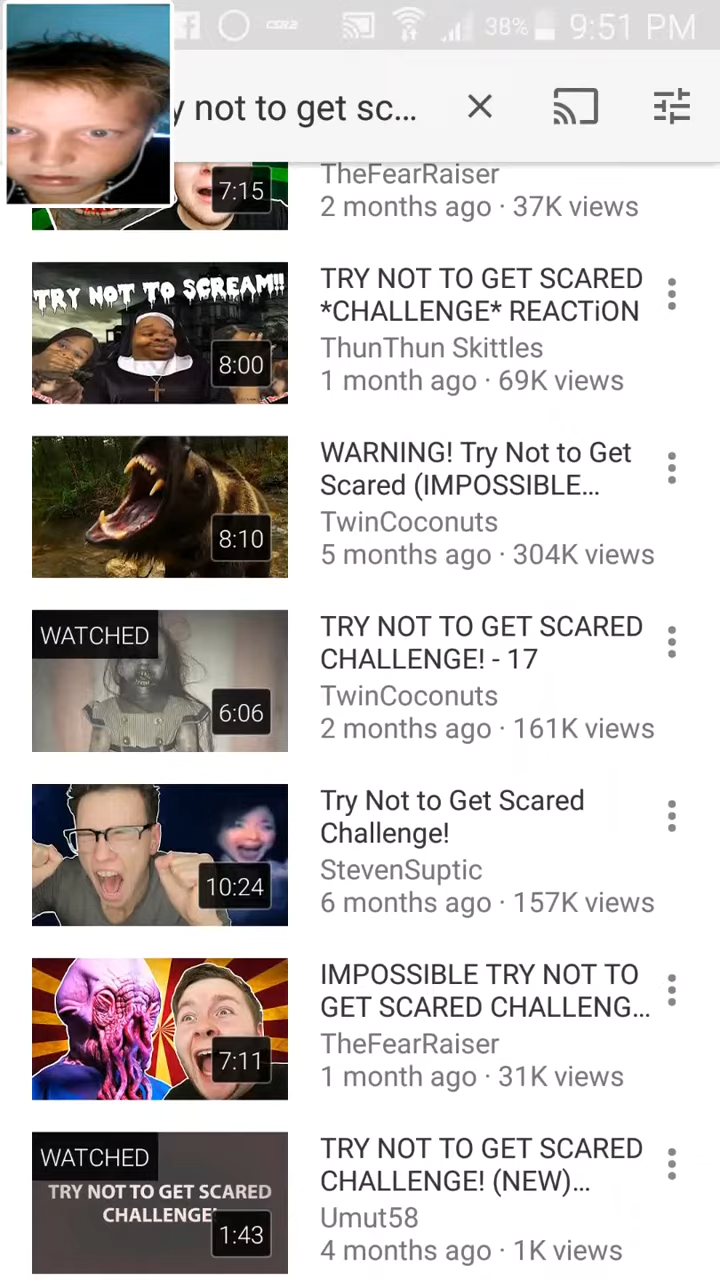 CSR2
38%
9:51 PM
y not to get sc...
7:15
TheFearRaiser
2 months ago · 37K views
TRY NOT TO SCREAM!!
8:00
TRY NOT TO GET SCARED
*CHALLENGE* REACTiON
ThunThun Skittles
1 month ago · 69K views
8:10
WARNING! Try Not to Get
Scared (IMPOSSIBLE...
TwinCoconuts
5 months ago · 304K views
WATCHED
6:06
TRY NOT TO GET SCARED
CHALLENGE! - 17
TwinCoconuts
2 months ago · 161K views
10:24
Try Not to Get Scared
Challenge!
StevenSuptic
6 months ago · 157K views
7:11
IMPOSSIBLE TRY NOT TO
GET SCARED CHALLENG...
TheFearRaiser
1 month ago · 31K views
WATCHED
TRY NOT TO GET SCARED
CHALLENGE!
1:43
TRY NOT TO GET SCARED
CHALLENGE! (NEW)...
Umut58
4 months ago · 1K views